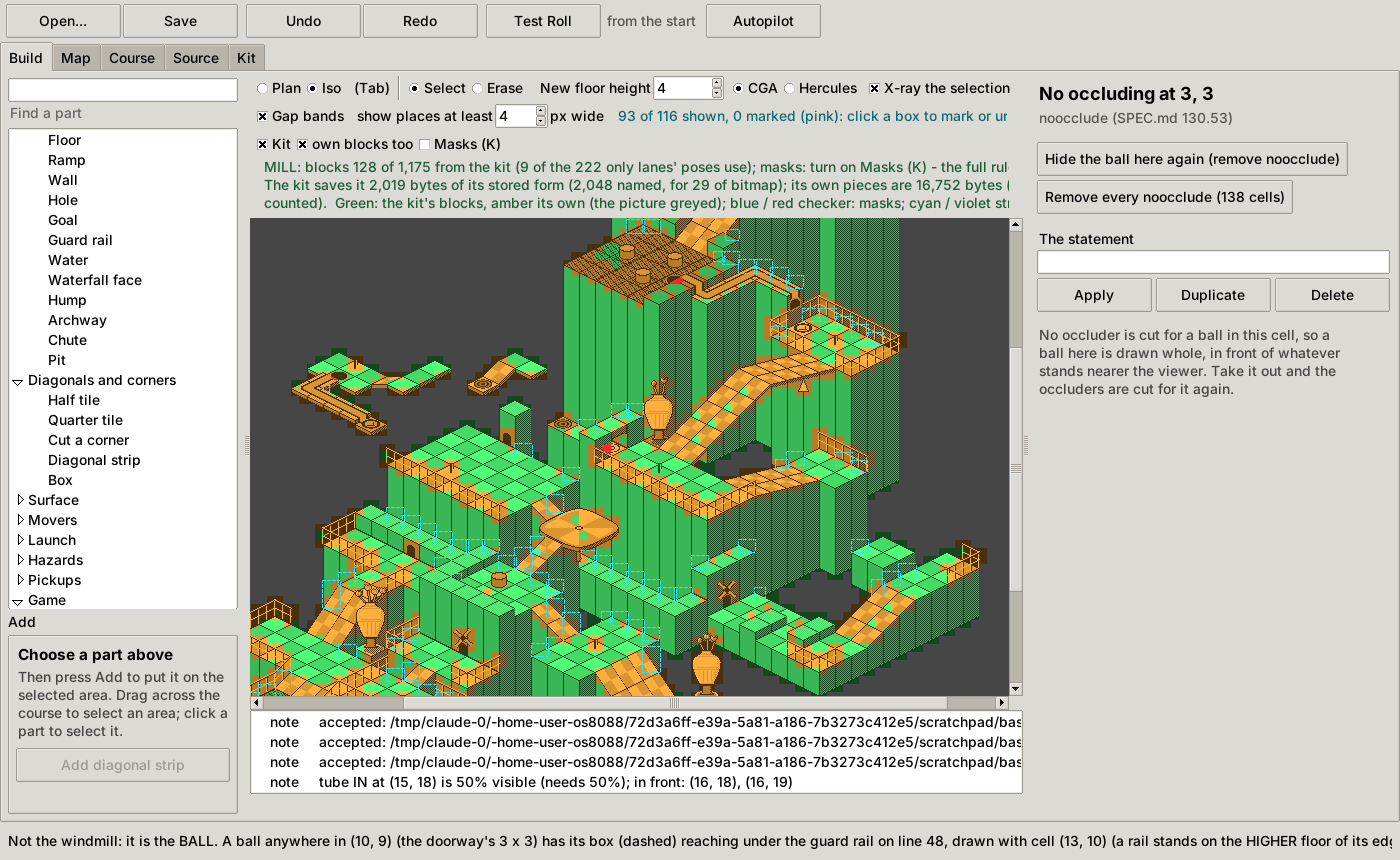 Open... Save Undo Redo Test Roll from the start Autopilot
Build Map Course Source Kit
Find a part
Floor
Ramp
Wall
Hole
Goal
Guard rail
Water
Waterfall face
Hump
Archway
Chute
Pit
Diagonals and corners
Half tile
Quarter tile
Cut a corner
Diagonal strip
Box
Surface
Movers
Launch
Hazards
Pickups
Game
Add
Choose a part above
Then press Add to put it on the
selected area. Drag across the
course to select an area; click a
part to select it.
Add diagonal strip
Plan Iso (Tab) Select Erase New floor height 4 CGA Hercules X-ray the selection
Gap bands show places at least 4 px wide 93 of 116 shown, 0 marked (pink): click a box to mark or
Kit own blocks too Masks (K)
MILL: blocks 128 of 1,175 from the kit (9 of the 222 only lanes' poses use); masks: turn on Masks (K) - the full
The kit saves it 2,019 bytes of its stored form (2,048 named, for 29 of bitmap); its own pieces are 16,752 bytes (
counted). Green: the kit's blocks, amber its own (the picture greyed); blue / red checker: masks; cyan / violet
note accepted: /tmp/claude-0/-home-user-os8088/72d3a6ff-e39a-5a81-a186-7b3273c412e5/scratchpad/bas
note accepted: /tmp/claude-0/-home-user-os8088/72d3a6ff-e39a-5a81-a186-7b3273c412e5/scratchpad/bas
note accepted: /tmp/claude-0/-home-user-os8088/72d3a6ff-e39a-5a81-a186-7b3273c412e5/scratchpad/bas
note tube IN at (15, 18) is 50% visible (needs 50%); in front: (16, 18), (16, 19)
No occluding at 3, 3
noocclude (SPEC.md 130.53)
Hide the ball here again (remove noocclude)
Remove every noocclude (138 cells)
The statement
Apply Duplicate Delete
No occluder is cut for a ball in this cell, so a
ball here is drawn whole, in front of whatever
stands nearer the viewer. Take it out and the
occluders are cut for it again.
Not the windmill: it is the BALL. A ball anywhere in (10, 9) (the doorway's 3 x 3) has its box (dashed) reaching under the guard rail on line 48, drawn with cell (13, 10) (a rail stands on the HIGHER floor of its